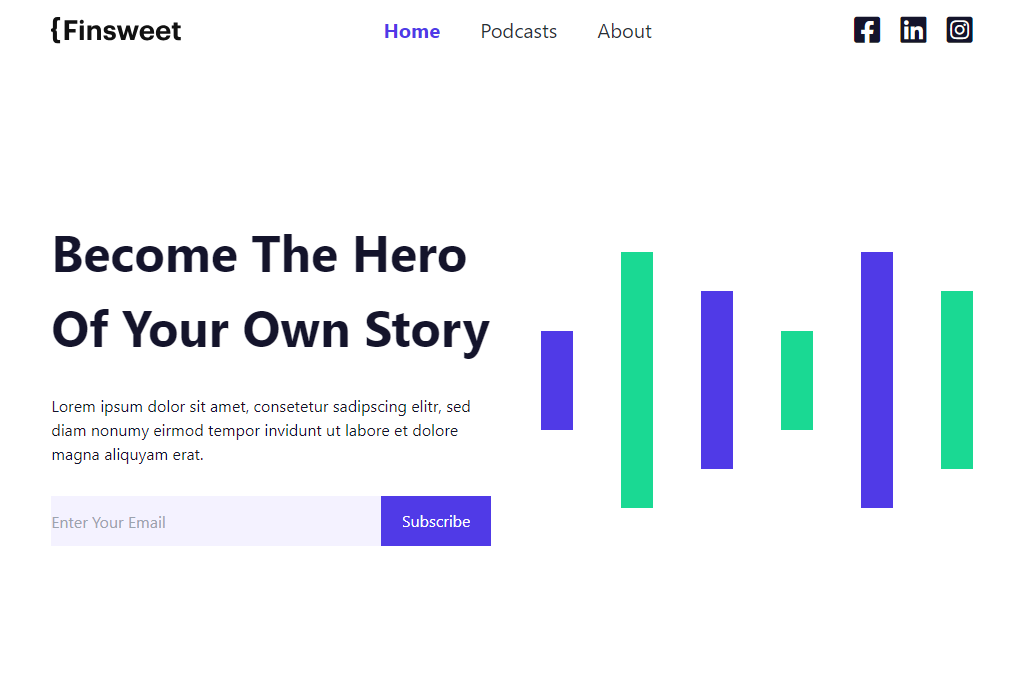 {Finsweet
Home
Podcasts
About
Become The Hero
Of Your Own Story
Lorem ipsum dolor sit amet, consetetur sadipscing elitr, sed
diam nonumy eirmod tempor invidunt ut labore et dolore
magna aliquyam erat.
Enter Your Email
Subscribe